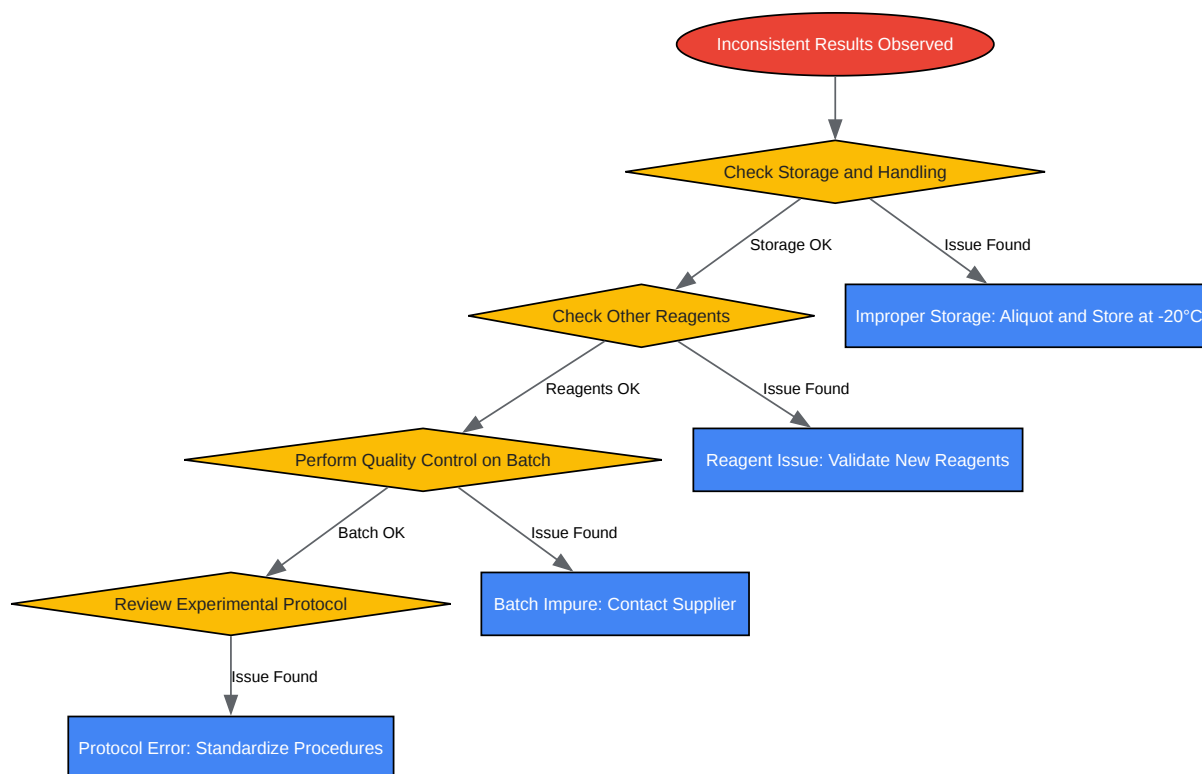 Inconsistent Results Observed
Check Storage and Handling
Storage OK
Issue Found
Check Other Reagents
Improper Storage: Aliquot and Store at -20°C
Reagents OK
Issue Found
Perform Quality Control on Batch
Reagent Issue: Validate New Reagents
Batch OK
Issue Found
Review Experimental Protocol
Batch Impure: Contact Supplier
Issue Found
Protocol Error: Standardize Procedures